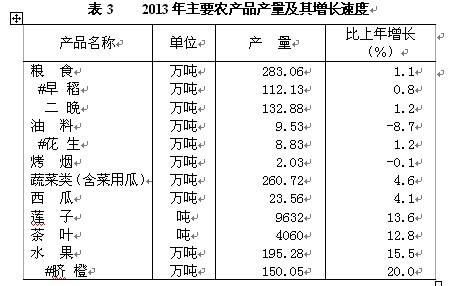 表 3 2013 年主要农产品产量及其增长速度
产品名称 单位 产 量 比上年增长
（%）
粮 食 万吨 283.06 1.1
#早 稻 万吨 112.13 0.8
二 晚 万吨 132.88 1.2
油 料 万吨 9.53 -8.7
#花 生 万吨 8.83 1.2
烤 烟 万吨 2.03 -0.1
蔬菜类(含菜用瓜) 万吨 260.72 4.6
西 瓜 万吨 23.56 4.1
莲 子 吨 9632 13.6
茶 叶 吨 4060 12.8
水 果 万吨 195.28 15.5
#脐 橙 万吨 150.05 20.0